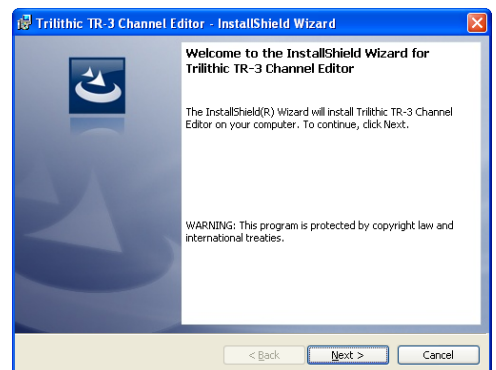 Trilithic TR-3 Channel Editor - InstallShield Wizard
Welcome to the InstallShield Wizard for
Trilithic TR-3 Channel Editor
The InstallShield(R) Wizard will install Trilithic TR-3 Channel
Editor on your computer. To continue, click Next.
WARNING: This program is protected by copyright law and
international treaties.
< Back Next > Cancel